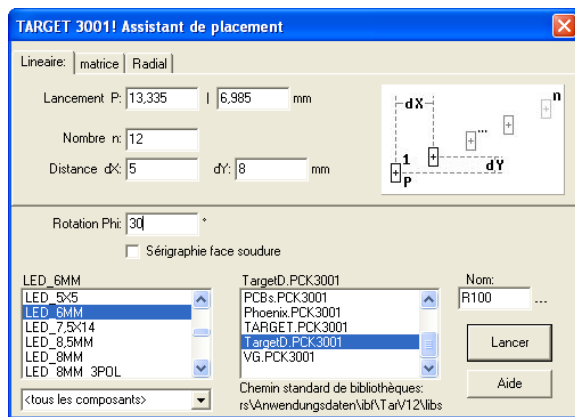 TARGET 3001! Assistant de placement
Lineaire: matrice Radial
Lancement P: 13,335 | 6,985 mm
Nombre n: 12
Distance dX: 5 dY: 8 mm
dX n
...
1 dY
P
Rotation Phi: 30 °
Sérigraphie face soudure
LED_6MM TargetD.PCK3001 Nom:
LED_5X5 PCBs.PCK3001 R100 ...
LED_6MM Phoenix.PCK3001
LED_7,5X14 TARGET.PCK3001
LED_8,5MM TargetD.PCK3001 Lancer
LED_8MM VG.PCK3001
LED_8MM_3POL
Chemin standard de bibliothèques: Aide
<tous les composants> rs\Anwendungsdaten\ibf\TarV12\libs